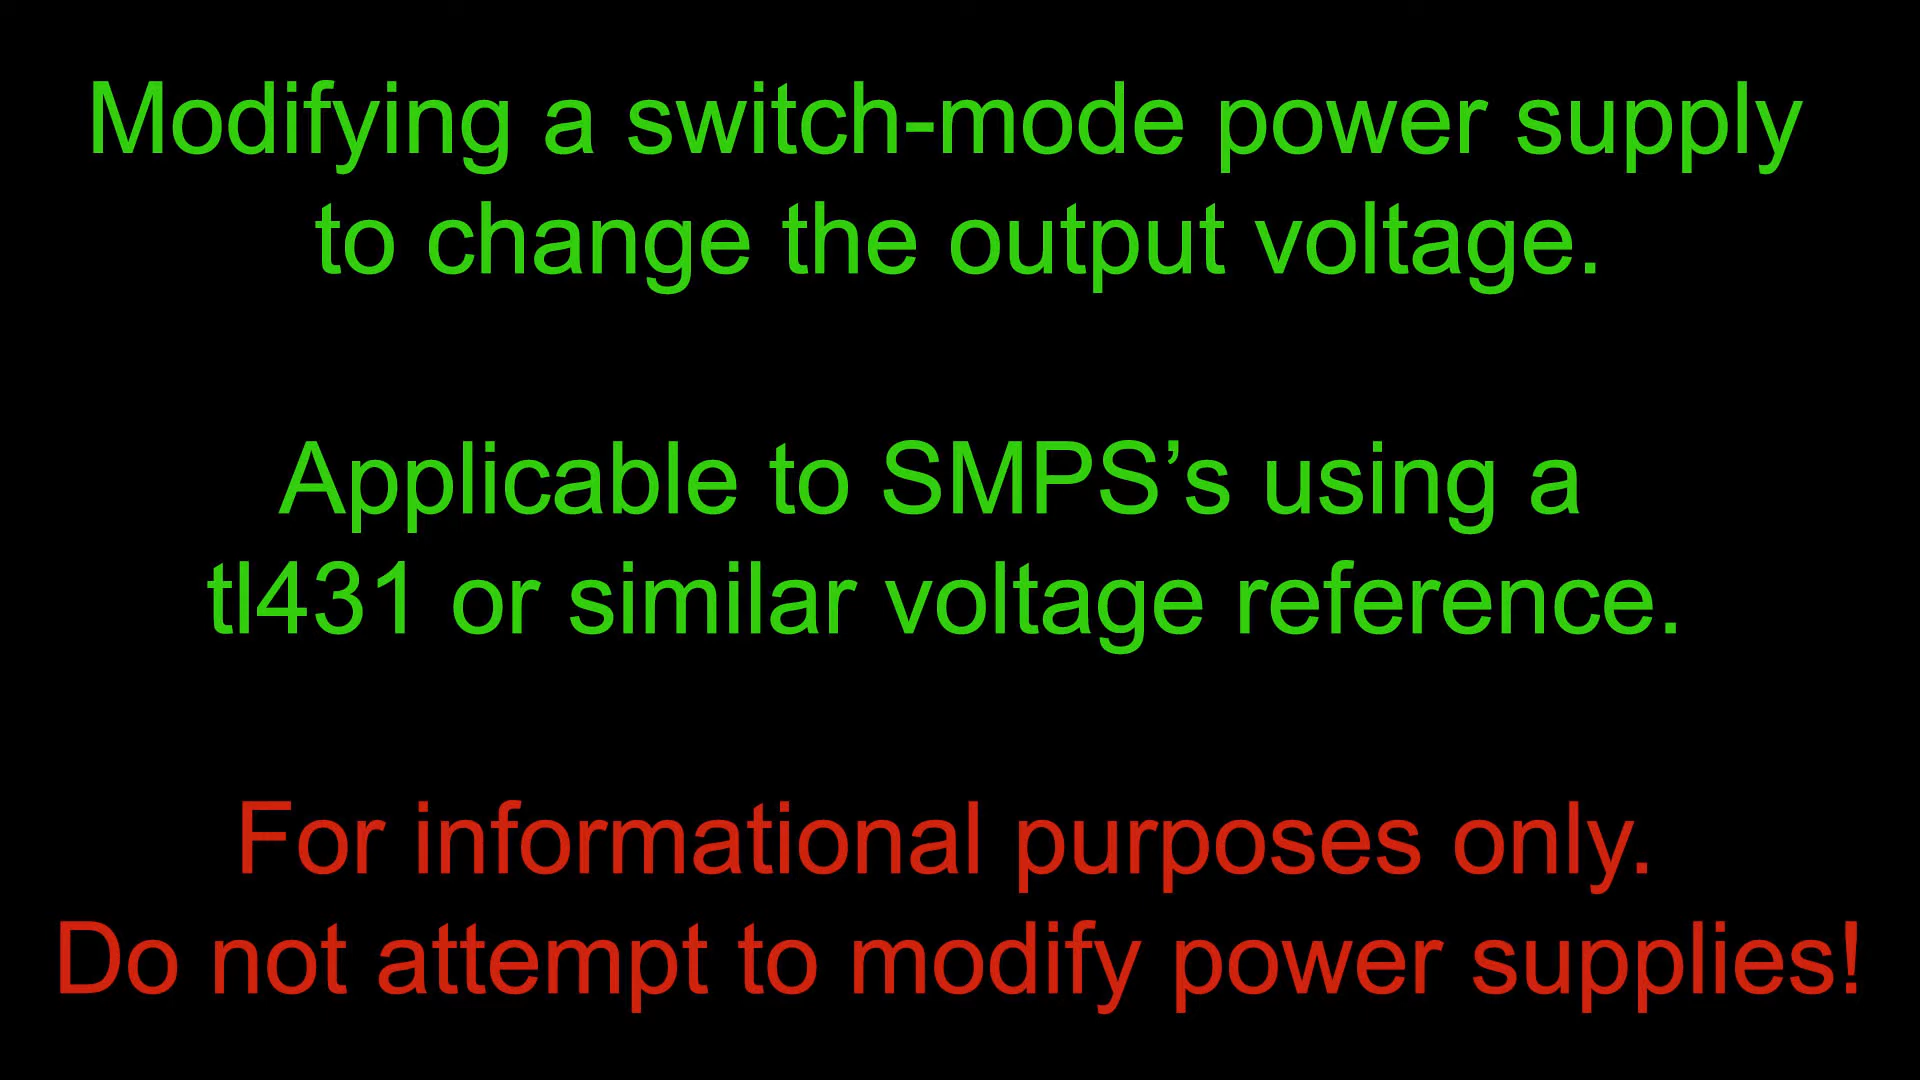 Modifying a switch-mode power supply
to change the output voltage.
Applicable to SMPS’s using a
tl431 or similar voltage reference.
For informational purposes only.
Do not attempt to modify power supplies!